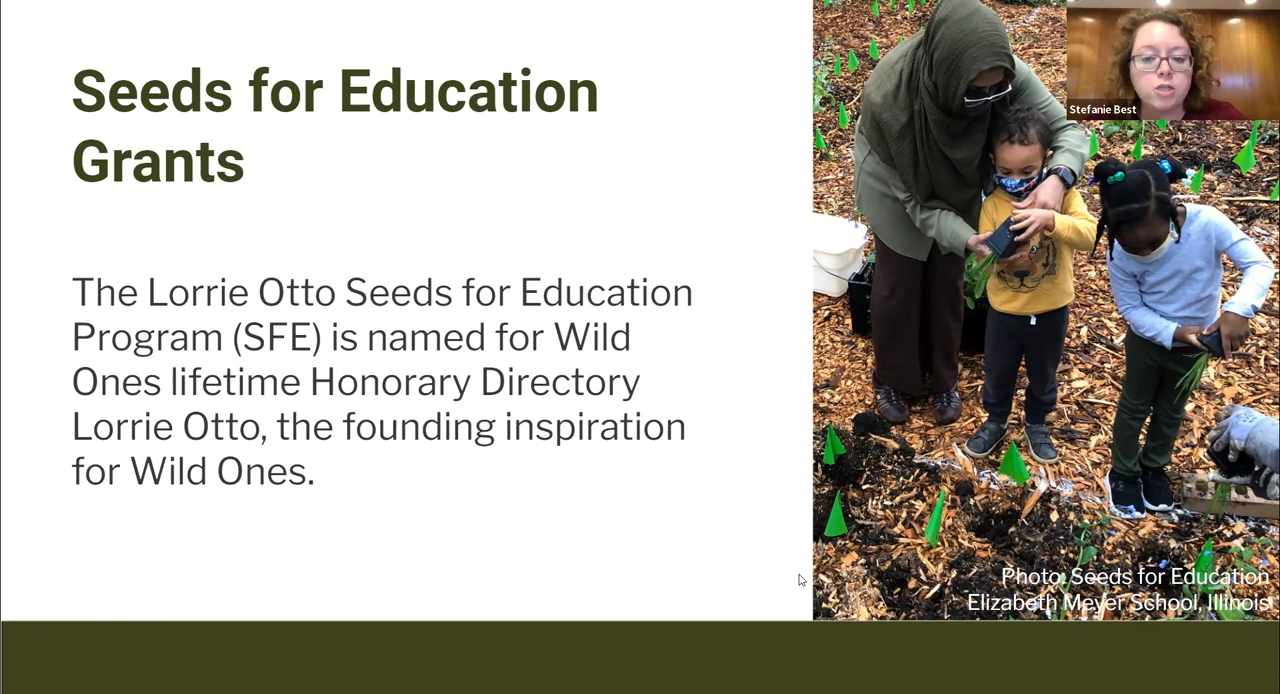 Seeds for Education
Grants
The Lorrie Otto Seeds for Education
Program (SFE) is named for Wild
Ones lifetime Honorary Directory
Lorrie Otto, the founding inspiration
for Wild Ones.
Stefanie Best
Photo: Seeds for Education
Elizabeth Meyer School, Illinois